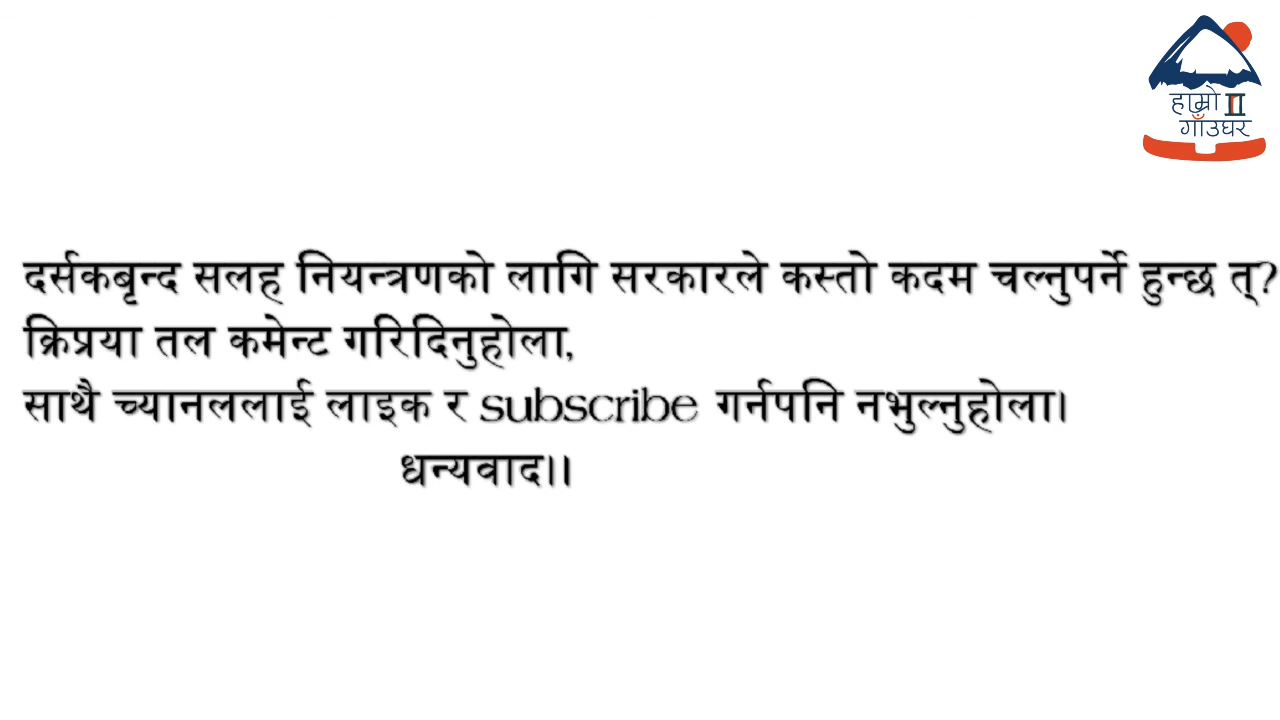 हाम्रो
गाँउघर
दर्सकबृन्द सलह नियन्त्रणको लागि सरकारले कस्तो कदम चल्नुपर्ने हुन्छ त्?
क्रिप्रया तल कमेन्ट गरिदिनुहोला,
साथै च्यानललाई लाइक र subscribe गर्नपनि नभुल्नुहोला।
धन्यवाद।।